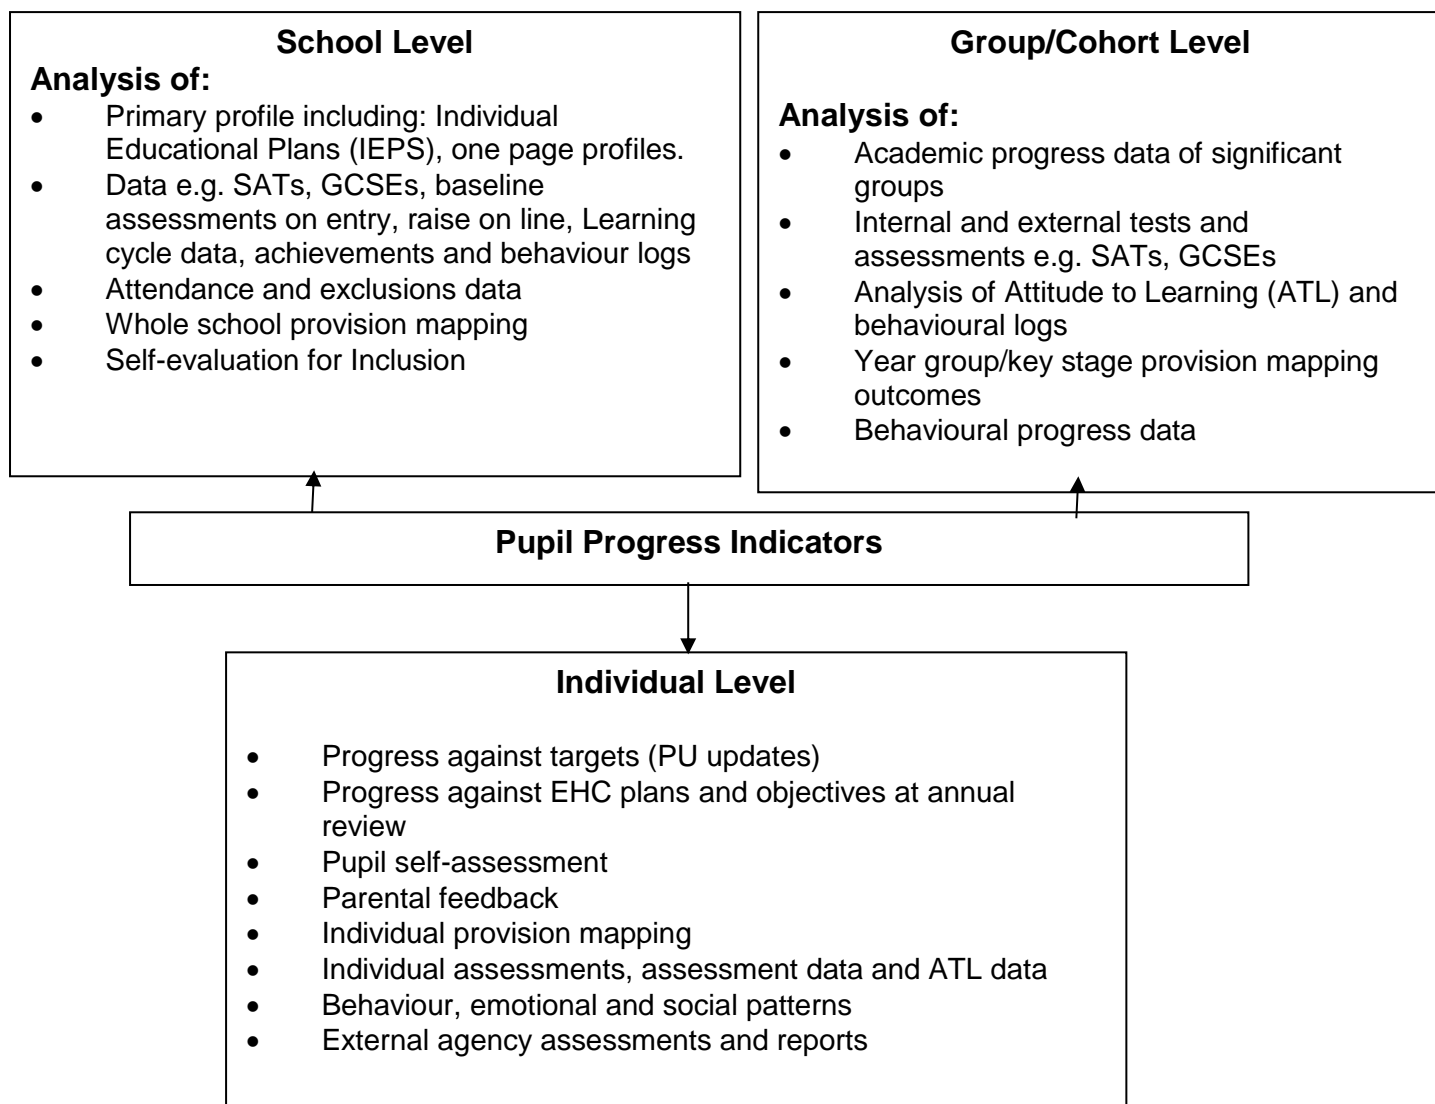 School Level
Analysis of:
• Primary profile including: Individual
Educational Plans (IEPS), one page profiles.
• Data e.g. SATs, GCSEs, baseline
assessments on entry, raise on line, Learning
cycle data, achievements and behaviour logs
• Attendance and exclusions data
• Whole school provision mapping
• Self-evaluation for Inclusion
Group/Cohort Level
Analysis of:
• Academic progress data of significant
groups
• Internal and external tests and
assessments e.g. SATs, GCSEs
• Analysis of Attitude to Learning (ATL) and
behavioural logs
• Year group/key stage provision mapping
outcomes
• Behavioural progress data
Pupil Progress Indicators
Individual Level
• Progress against targets (PU updates)
• Progress against EHC plans and objectives at annual
review
• Pupil self-assessment
• Parental feedback
• Individual provision mapping
• Individual assessments, assessment data and ATL data
• Behaviour, emotional and social patterns
• External agency assessments and reports